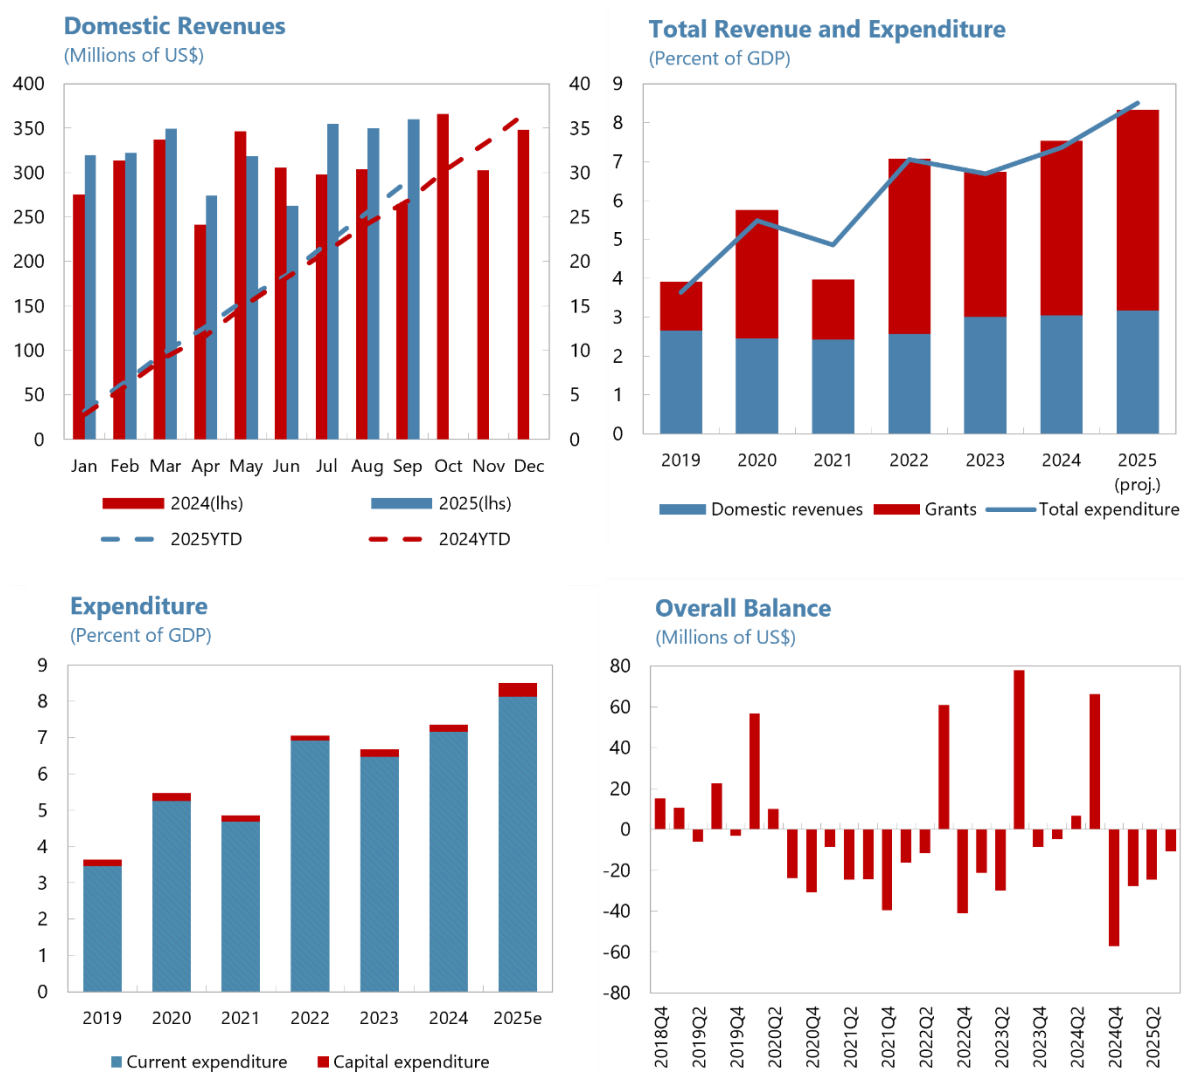 Domestic Revenues
(Millions of US$)
400 40
350 35
300 30
250 25
200 20
150 15
100 10
50 5
0 0
Jan Feb Mar Apr May Jun Jul Aug Sep Oct Nov Dec
2024(lhs) 2025(lhs)
2025YTD 2024YTD
Total Revenue and Expenditure
(Percent of GDP)
9
8
7
6
5
4
3
2
1
0
2019 2020 2021 2022 2023 2024 2025
(proj.)
Domestic revenues Grants Total expenditure
Expenditure
(Percent of GDP)
9
8
7
6
5
4
3
2
1
0
2019 2020 2021 2022 2023 2024 2025e
Current expenditure Capital expenditure
Overall Balance
(Millions of US$)
80
60
40
20
0
-20
-40
-60
-80
2018Q4 2019Q2 2019Q4 2020Q2 2020Q4 2021Q2 2021Q4 2022Q2 2022Q4 2023Q2 2023Q4 2024Q2 2024Q4 2025Q2